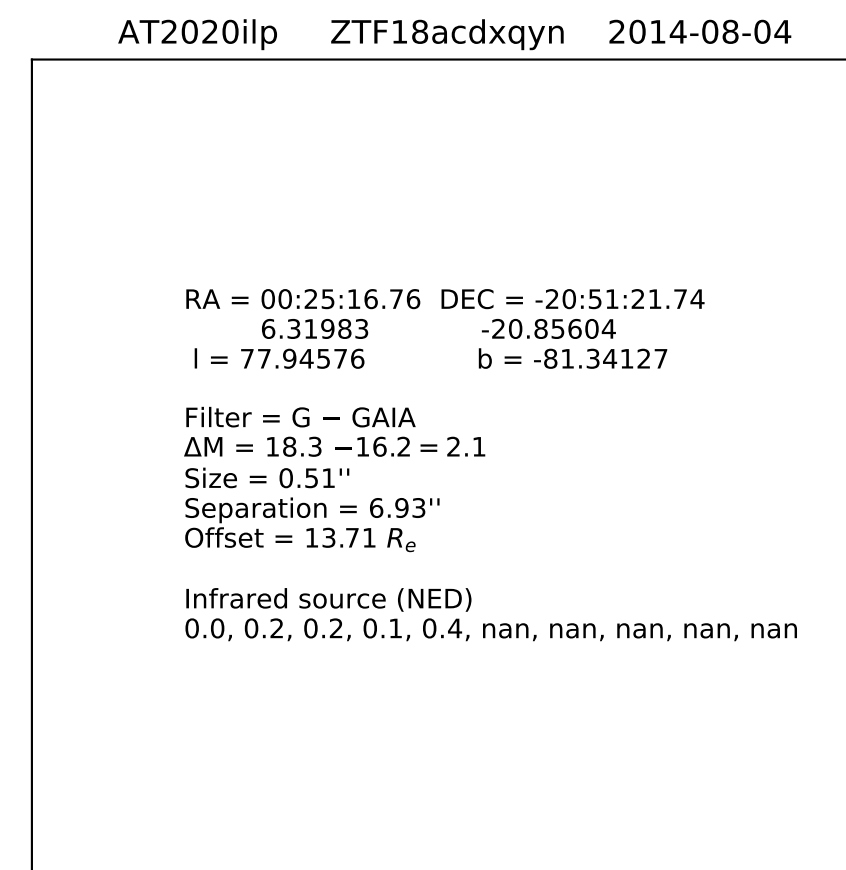 AT2020ilp ZTF18acdxqyn 2014-08-04
RA = 00:25:16.76 DEC = -20:51:21.74
6.31983 -20.85604
l = 77.94576 b = -81.34127
Filter = G − GAIA
ΔM = 18.3 −16.2 = 2.1
Size = 0.51''
Separation = 6.93''
Offset = 13.71 Re
Infrared source (NED)
0.0, 0.2, 0.2, 0.1, 0.4, nan, nan, nan, nan, nan